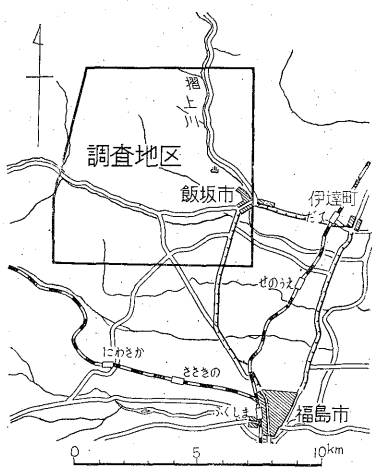 摺上川
調査地区
飯坂市
伊達町
だて
せのうえ
にわさか
ささきの
ふくしま
福島市
0 5 10km